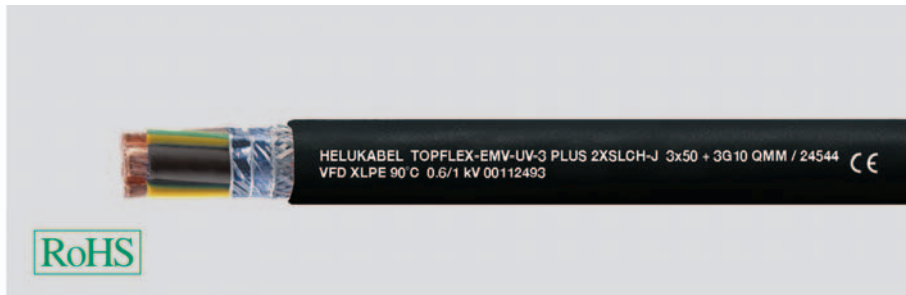 HELUKABEL TOPFLEX-EMV-UV-3 PLUS 2XSLCH-J 3x50 + 3G10 QMM / 24544 CE
VFD XLPE 90°C 0.6/1 kV 00112493
RoHS